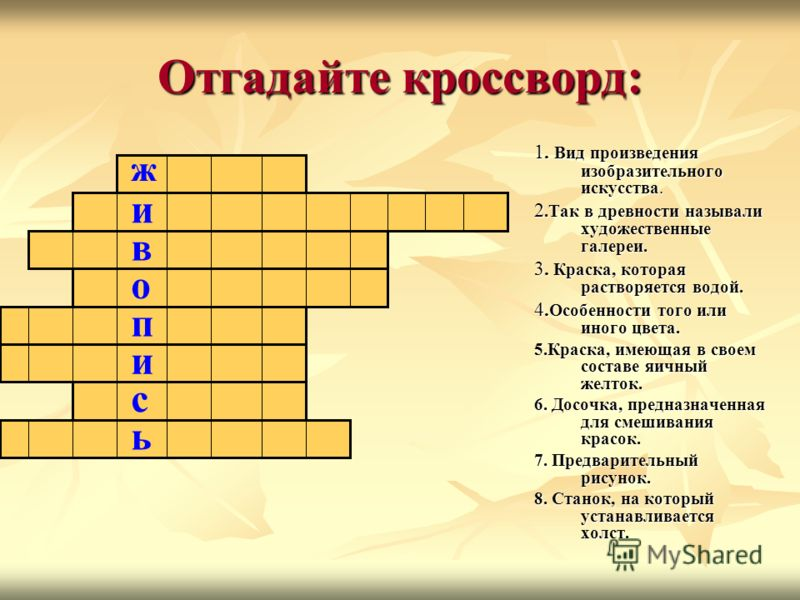 Отгадайте кроссворд:
ж
и
в
о
п
и
с
ь
1. Вид произведения
изобразительного
искусства.
2.Так в древности называли
художественные
галереи.
3. Краска, которая
растворяется водой.
4.Особенности того или
иного цвета.
5.Краска, имеющая в своем
составе яичный
желток.
6. Досочка, предназначенная
для смешивания
красок.
7. Предварительный
рисунок.
8. Станок, на который
устанавливается
холст.
MyShared